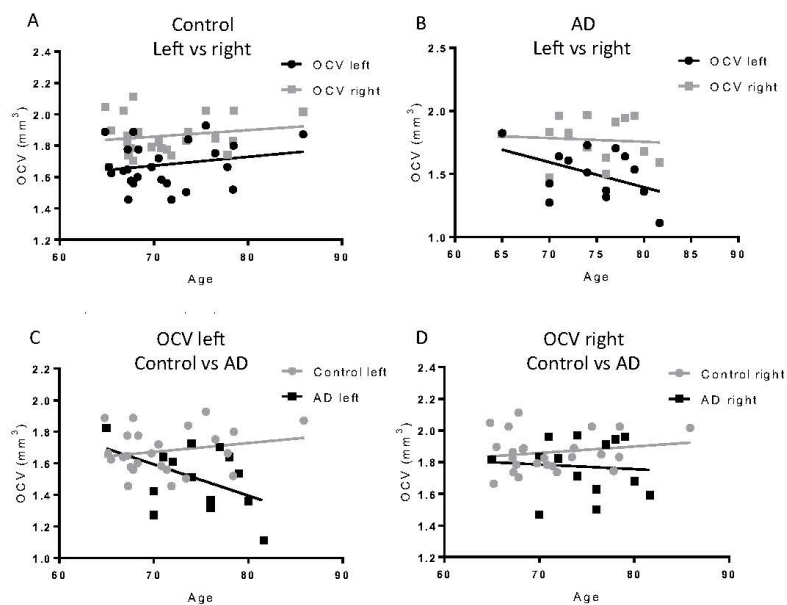 A
Control
Left vs right
OCV left
OCV right
OCV (mm³)
2.4
2.2
2.0
1.8
1.6
1.4
1.2
60
70
80
90
Age
B
AD
Left vs right
OCV left
OCV right
OCV (mm³)
2.5
2.0
1.5
1.0
60
65
70
75
80
85
90
Age
C
OCV left
Control vs AD
Control left
AD left
OCV (mm³)
2.2
2.0
1.8
1.6
1.4
1.2
1.0
60
70
80
90
Age
D
OCV right
Control vs AD
Control right
AD right
OCV (mm³)
2.4
2.2
2.0
1.8
1.6
1.4
1.2
60
70
80
90
Age